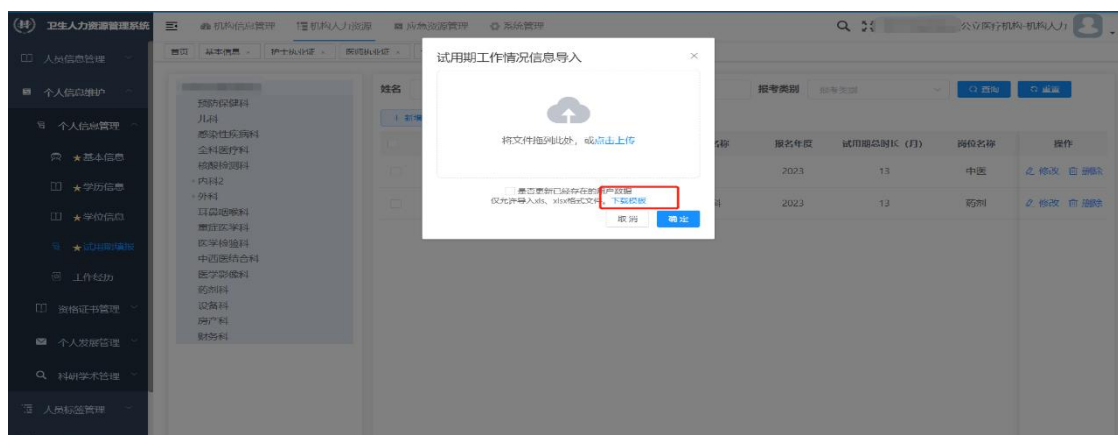 卫生人力资源管理系统
机构信息管理
机构人力资源
应急资源管理
系统管理
公立医疗机构-机构人力
首页
基本信息
护士执业证
医师执业证
人员信息管理
个人信息维护
个人信息管理
★基本信息
★学历信息
★学位信息
★试用期填报
工作经历
资格证书管理
个人发展管理
科研学术管理
人员标签管理
预防保健科
儿科
感染性疾病科
全科医疗科
核酸检测科
内科2
外科
耳鼻咽喉科
重症医学科
医学检验科
中西医结合科
医学影像科
药剂科
设备科
房产科
财务科
姓名
报考类别
报考类别
查询
重置
+ 新增
试用期工作情况信息导入
×
将文件拖到此处，或点击上传
是否更新已经存在的用户数据
仅允许导入xls、xlsx格式文件。下载模板
取 消
确 定
名称
报名年度
试用期总时长（月）
岗位名称
操作
2023
13
中医
修改
删除
2023
13
药剂
修改
删除